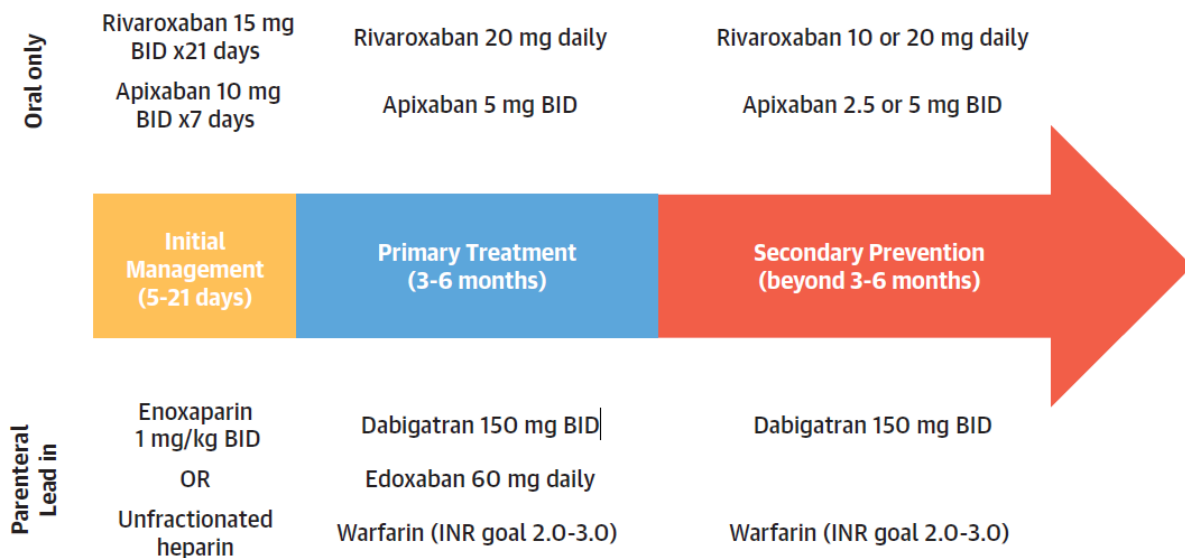 Oral only
Rivaroxaban 15 mg
BID x21 days
Rivaroxaban 20 mg daily
Rivaroxaban 10 or 20 mg daily
Apixaban 10 mg
BID x7 days
Apixaban 5 mg BID
Apixaban 2.5 or 5 mg BID
Initial
Management
(5-21 days)
Primary Treatment
(3-6 months)
Secondary Prevention
(beyond 3-6 months)
Parenteral
Lead in
Enoxaparin
1 mg/kg BID
Dabigatran 150 mg BID
Dabigatran 150 mg BID
OR
Edoxaban 60 mg daily
Unfractionated
heparin
Warfarin (INR goal 2.0-3.0)
Warfarin (INR goal 2.0-3.0)